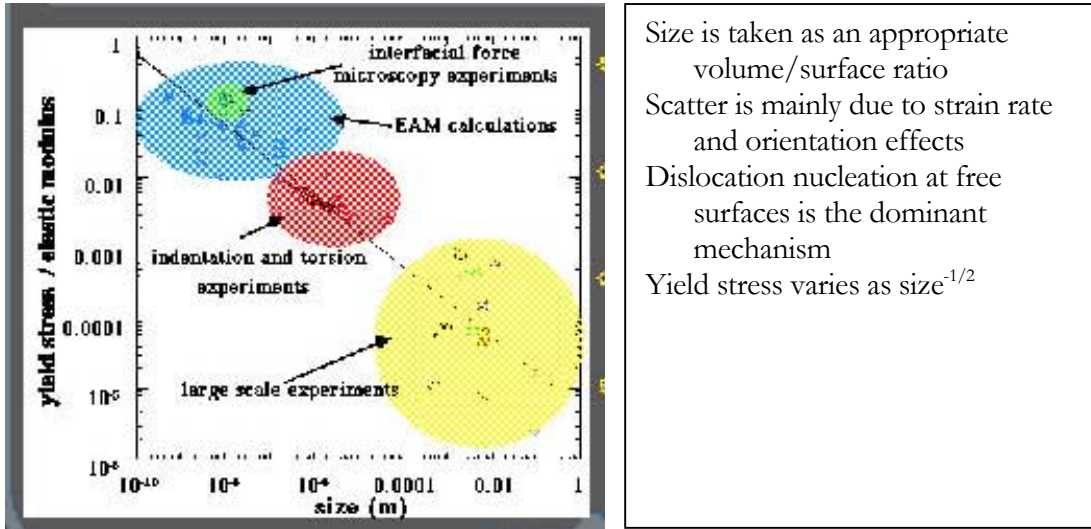 1
interfacial force
microscopy experiments
0.1
EAM calculations
0.01
0.001
indentation and torsion
experiments
0.0001
large scale experiments
yield stress / elastic modulus
0.0001
0.01
1
size (m)
Size is taken as an appropriate
volume/surface ratio
Scatter is mainly due to strain rate
and orientation effects
Dislocation nucleation at free
surfaces is the dominant
mechanism
Yield stress varies as size-1/2